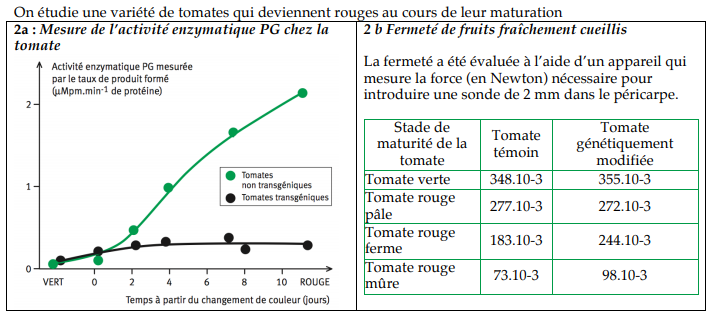 On étudie une variété de tomates qui deviennent rouges au cours de leur maturation
2a : Mesure de l'activité enzymatique PG chez la
tomate
Activité enzymatique PG mesurée
par le taux de produit formé
(µMpm.min-1 de protéine)
2
1
0
Tomates
non transgéniques
Tomates transgéniques
VERT 0 2 4 6 8 10 ROUGE
Temps à partir du changement de couleur (jours)
2 b Fermeté de fruits fraîchement cueillis
La fermeté a été évaluée à l'aide d'un appareil qui
mesure la force (en Newton) nécessaire pour
introduire une sonde de 2 mm dans le péricarpe.
Stade de
maturité de la
tomate
Tomate
témoin
Tomate
génétiquement
modifiée
Tomate verte 348.10-3 355.10-3
Tomate rouge
pâle 277.10-3 272.10-3
Tomate rouge
ferme 183.10-3 244.10-3
Tomate rouge
mûre 73.10-3 98.10-3